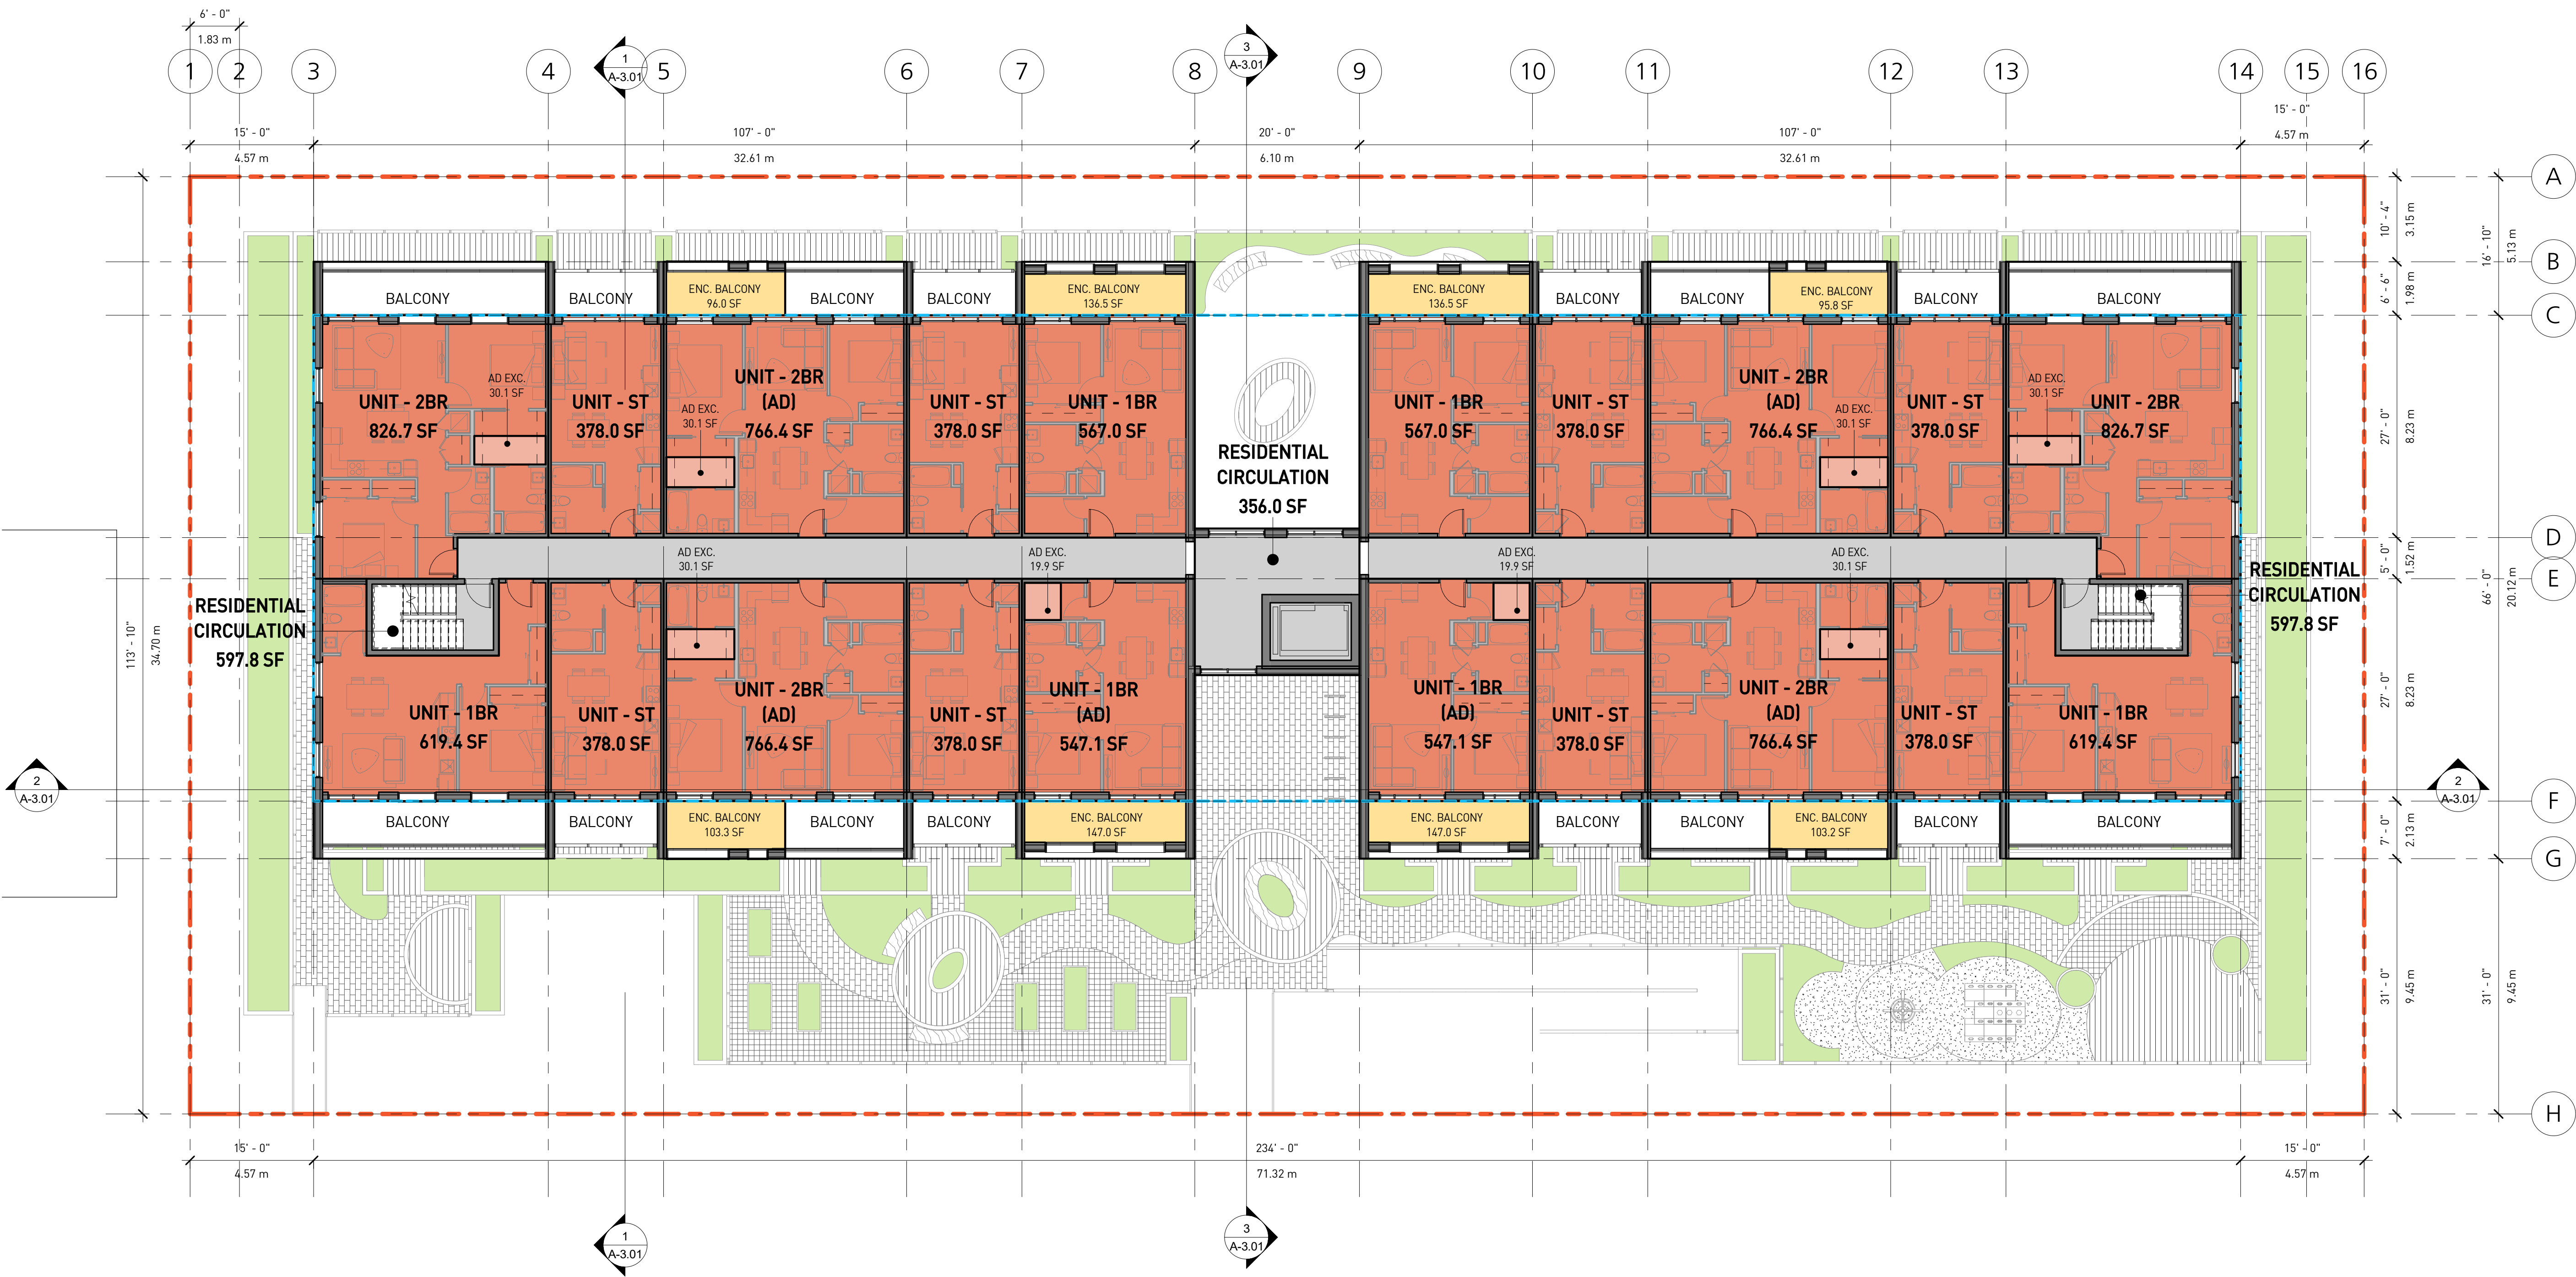 6' - 0"
1.83 m
1
2
3
4
1
A-3.01
5
6
7
8
3
A-3.01
9
10
11
12
13
14
15
16
15' - 0"
4.57 m
107' - 0"
32.61 m
20' - 0"
6.10 m
107' - 0"
32.61 m
15' - 0"
4.57 m
A
B
C
D
E
F
G
H
10' - 4"
3.15 m
16' - 10"
5.13 m
6' - 6"
1.98 m
27' - 0"
8.23 m
5' - 0"
1.52 m
66' - 0"
20.12 m
27' - 0"
8.23 m
7' - 0"
2.13 m
31' - 0"
9.45 m
31' - 0"
9.45 m
113' - 10"
34.70 m
BALCONY
BALCONY
ENC. BALCONY
96.0 SF
BALCONY
BALCONY
ENC. BALCONY
136.5 SF
ENC. BALCONY
136.5 SF
BALCONY
BALCONY
ENC. BALCONY
95.8 SF
BALCONY
BALCONY
UNIT - 2BR
826.7 SF
AD EXC.
30.1 SF
UNIT - ST
378.0 SF
AD EXC.
30.1 SF
UNIT - 2BR
(AD)
766.4 SF
UNIT - ST
378.0 SF
UNIT - 1BR
567.0 SF
RESIDENTIAL
CIRCULATION
356.0 SF
UNIT - 1BR
567.0 SF
UNIT - ST
378.0 SF
UNIT - 2BR
(AD)
766.4 SF
AD EXC.
30.1 SF
UNIT - ST
378.0 SF
AD EXC.
30.1 SF
UNIT - 2BR
826.7 SF
AD EXC.
30.1 SF
AD EXC.
19.9 SF
AD EXC.
19.9 SF
AD EXC.
30.1 SF
RESIDENTIAL
CIRCULATION
597.8 SF
RESIDENTIAL
CIRCULATION
597.8 SF
UNIT - 1BR
619.4 SF
UNIT - ST
378.0 SF
UNIT - 2BR
(AD)
766.4 SF
UNIT - ST
378.0 SF
UNIT - 1BR
(AD)
547.1 SF
UNIT - 1BR
(AD)
547.1 SF
UNIT - ST
378.0 SF
UNIT - 2BR
(AD)
766.4 SF
UNIT - ST
378.0 SF
UNIT - 1BR
619.4 SF
2
A-3.01
2
A-3.01
BALCONY
BALCONY
ENC. BALCONY
103.3 SF
BALCONY
BALCONY
ENC. BALCONY
147.0 SF
ENC. BALCONY
147.0 SF
BALCONY
BALCONY
ENC. BALCONY
103.2 SF
BALCONY
BALCONY
15' - 0"
4.57 m
234' - 0"
71.32 m
15' - 0"
4.57 m
1
A-3.01
3
A-3.01